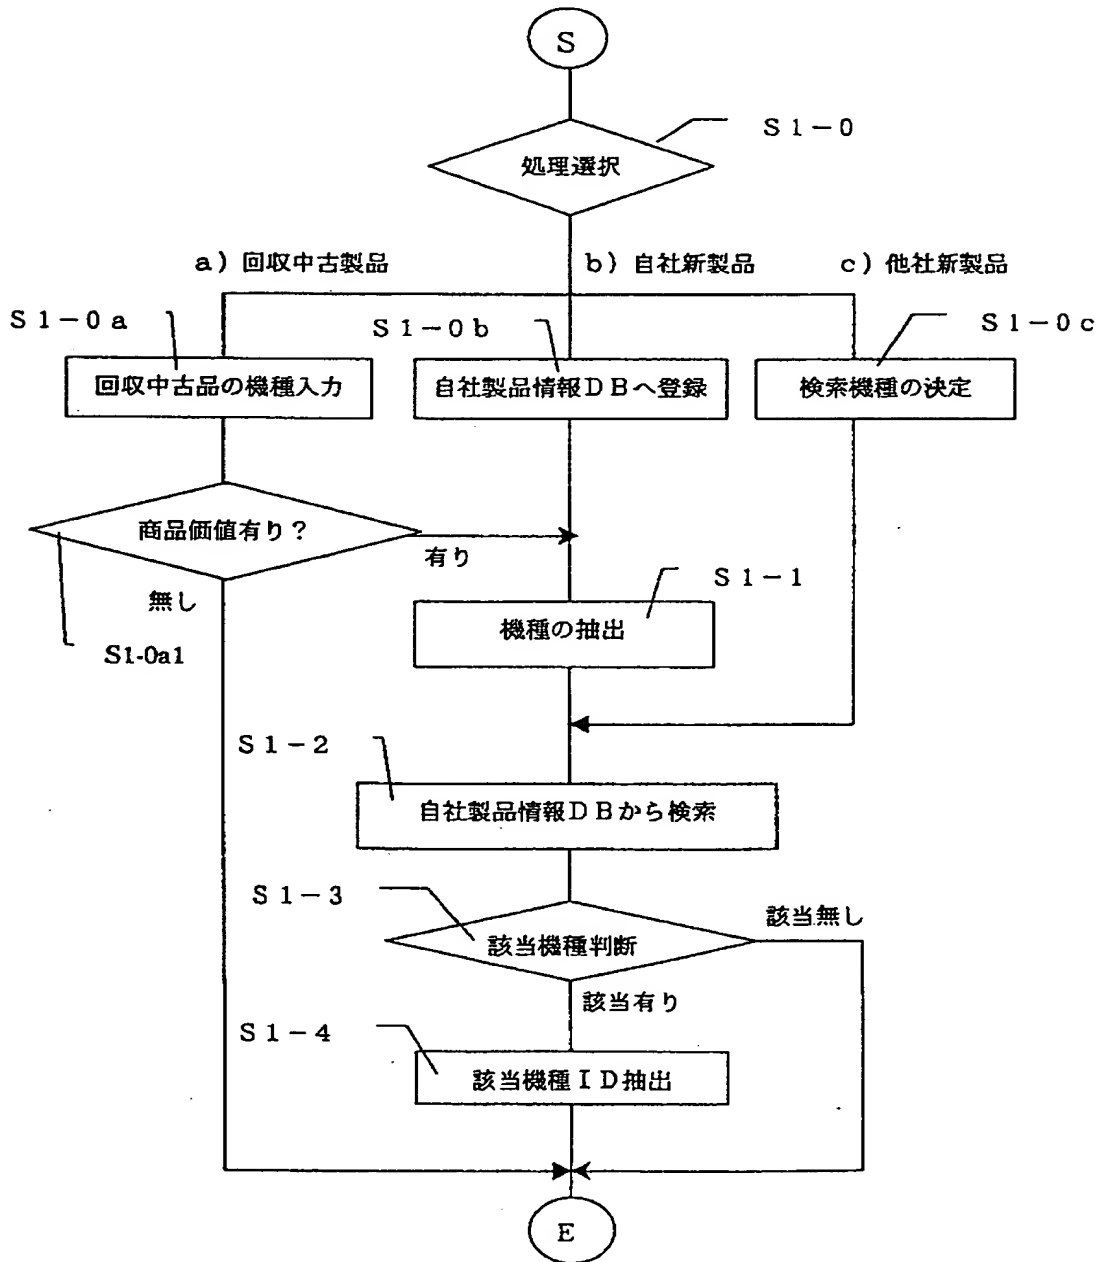 S
S1-0
処理選択
a)回収中古製品
b)自社新製品
c)他社新製品
S1-0a
S1-0b
S1-0c
回収中古品の機種入力
自社製品情報DBへ登録
検索機種の決定
商品価値有り?
有り
無し
S1-0a1
S1-1
機種の抽出
S1-2
自社製品情報DBから検索
S1-3
該当機種判断
該当無し
該当有り
S1-4
該当機種ID抽出
E